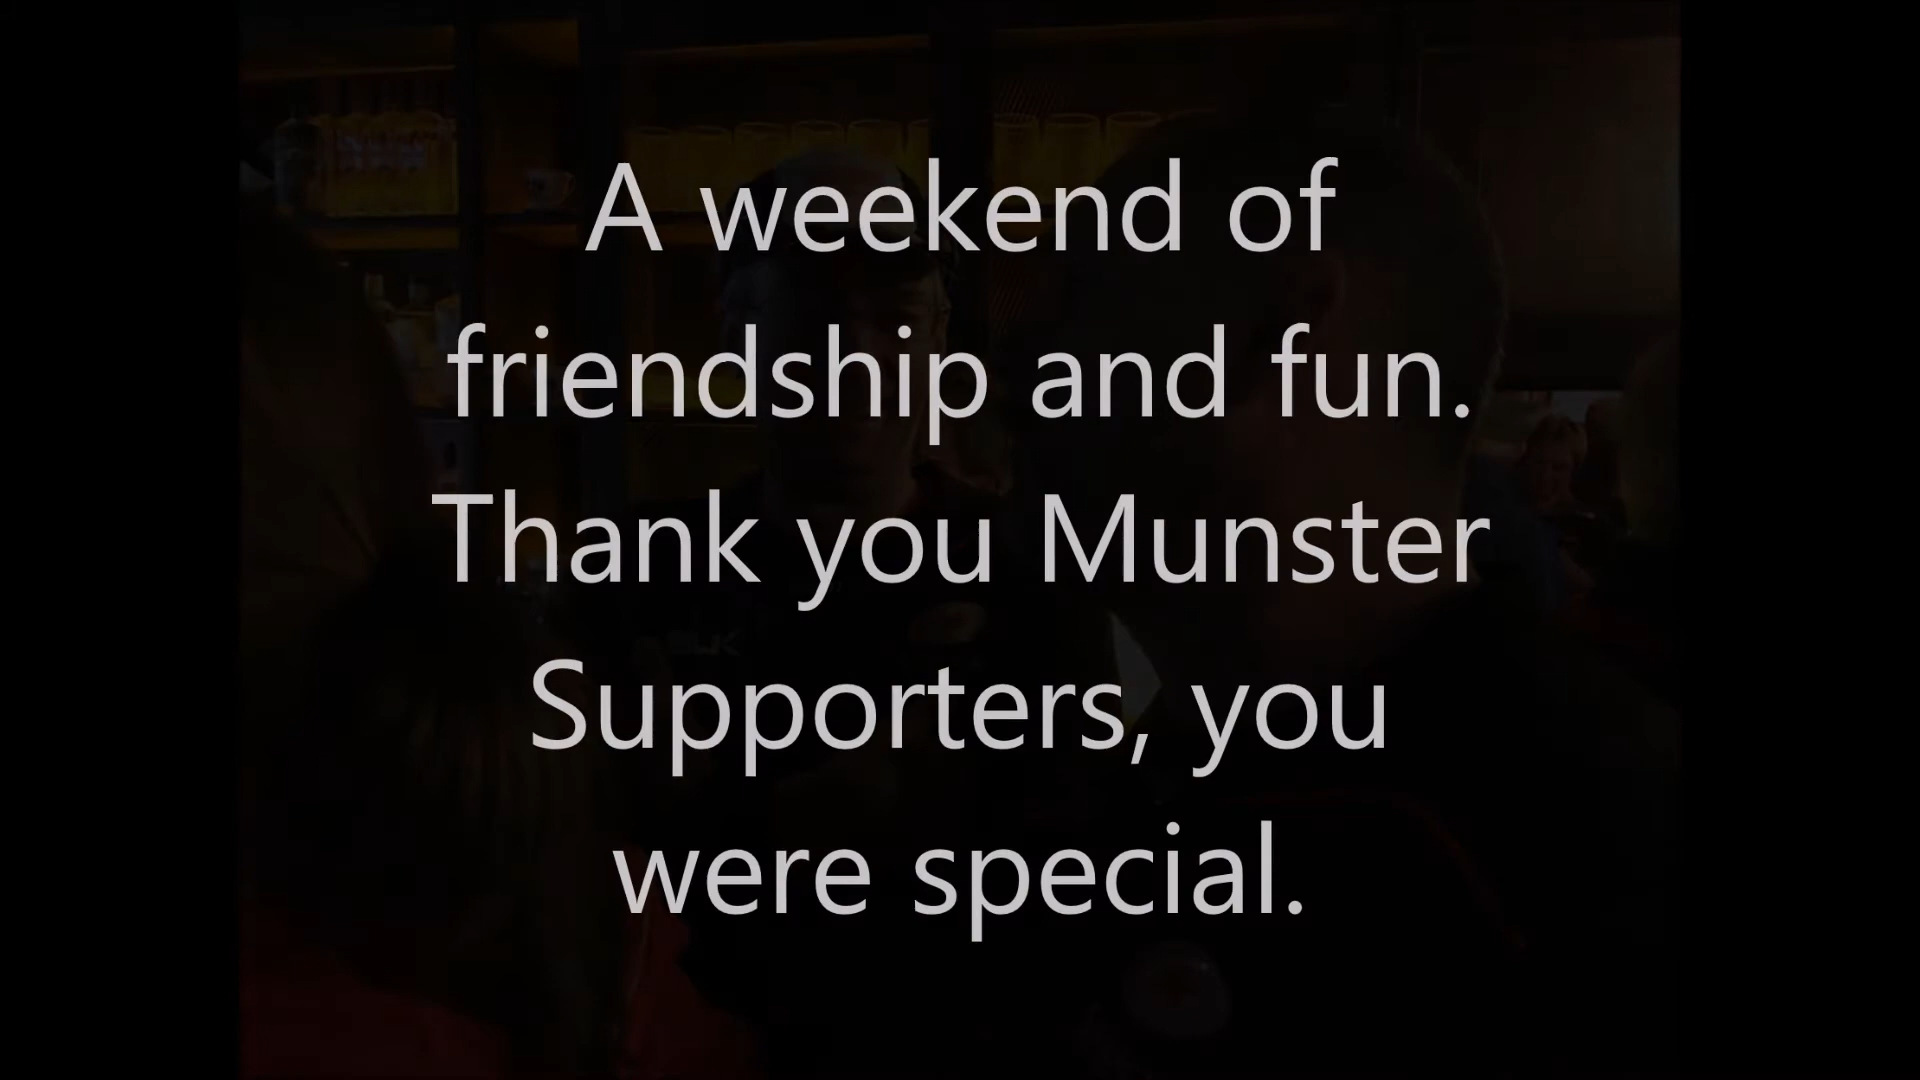 A weekend of
friendship and fun.
Thank you Munster
Supporters, you
were special.